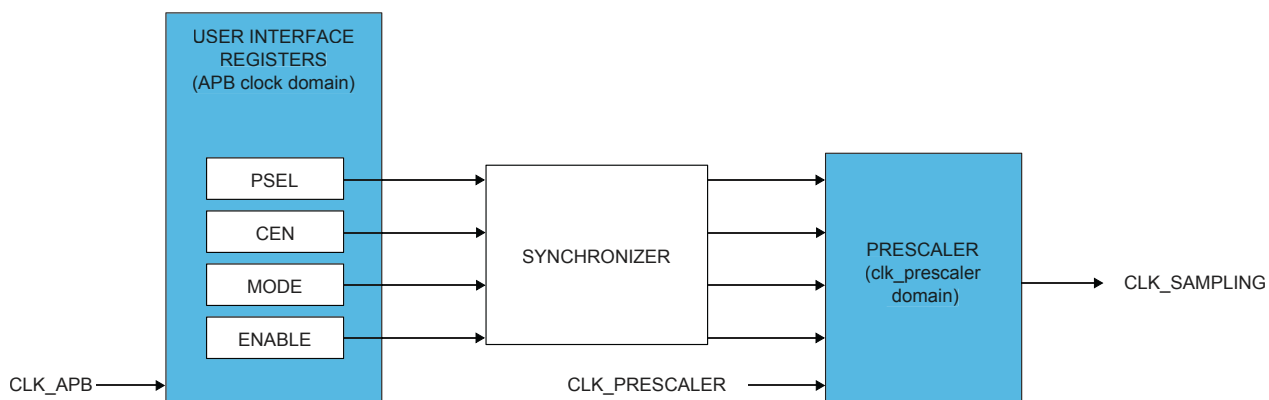 USER INTERFACE
REGISTERS
(APB clock domain)
PSEL
CEN
MODE
ENABLE
CLK_APB
SYNCHRONIZER
PRESCALER
(clk_prescaler
domain)
CLK_PRESCALER
CLK_SAMPLING